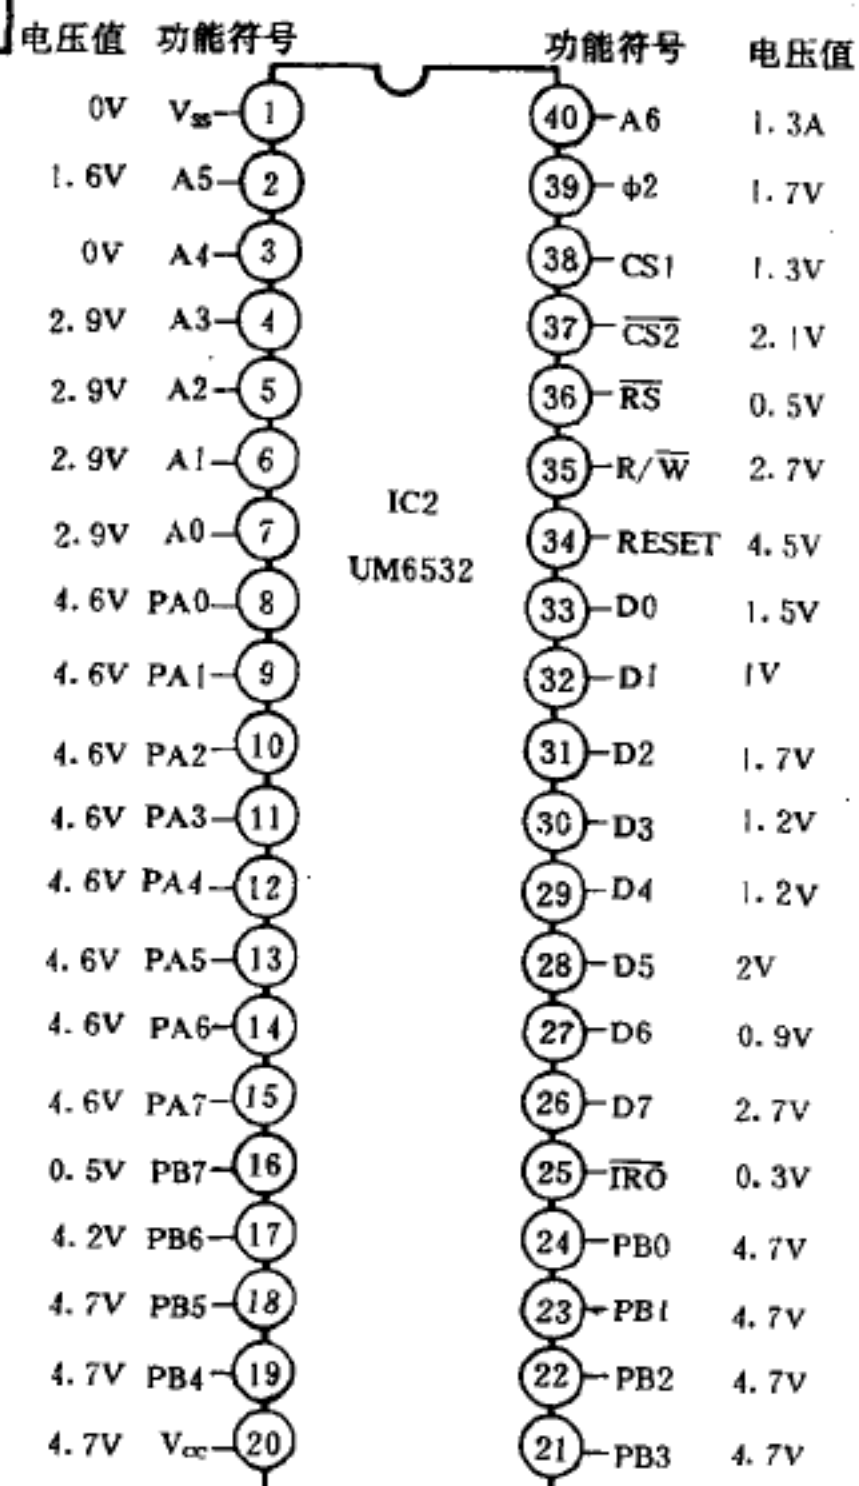 电压值 功能符号 功能符号 电压值
0V Vss 1 40 A6 1.3A
1.6V A5 2 39 ϕ2 1.7V
0V A4 3 38 CS1 1.3V
2.9V A3 4 37 C̅S̅2̅ 2.1V
2.9V A2 5 36 R̅S̅ 0.5V
2.9V A1 6 35 R/W̅ 2.7V
IC2
2.9V A0 7 34 RESET 4.5V
UM6532
4.6V PA0 8 33 D0 1.5V
4.6V PA1 9 32 D1 1V
4.6V PA2 10 31 D2 1.7V
4.6V PA3 11 30 D3 1.2V
4.6V PA4 12 29 D4 1.2V
4.6V PA5 13 28 D5 2V
4.6V PA6 14 27 D6 0.9V
4.6V PA7 15 26 D7 2.7V
0.5V PB7 16 25 I̅R̅O̅ 0.3V
4.2V PB6 17 24 PB0 4.7V
4.7V PB5 18 23 PB1 4.7V
4.7V PB4 19 22 PB2 4.7V
4.7V Vcc 20 21 PB3 4.7V